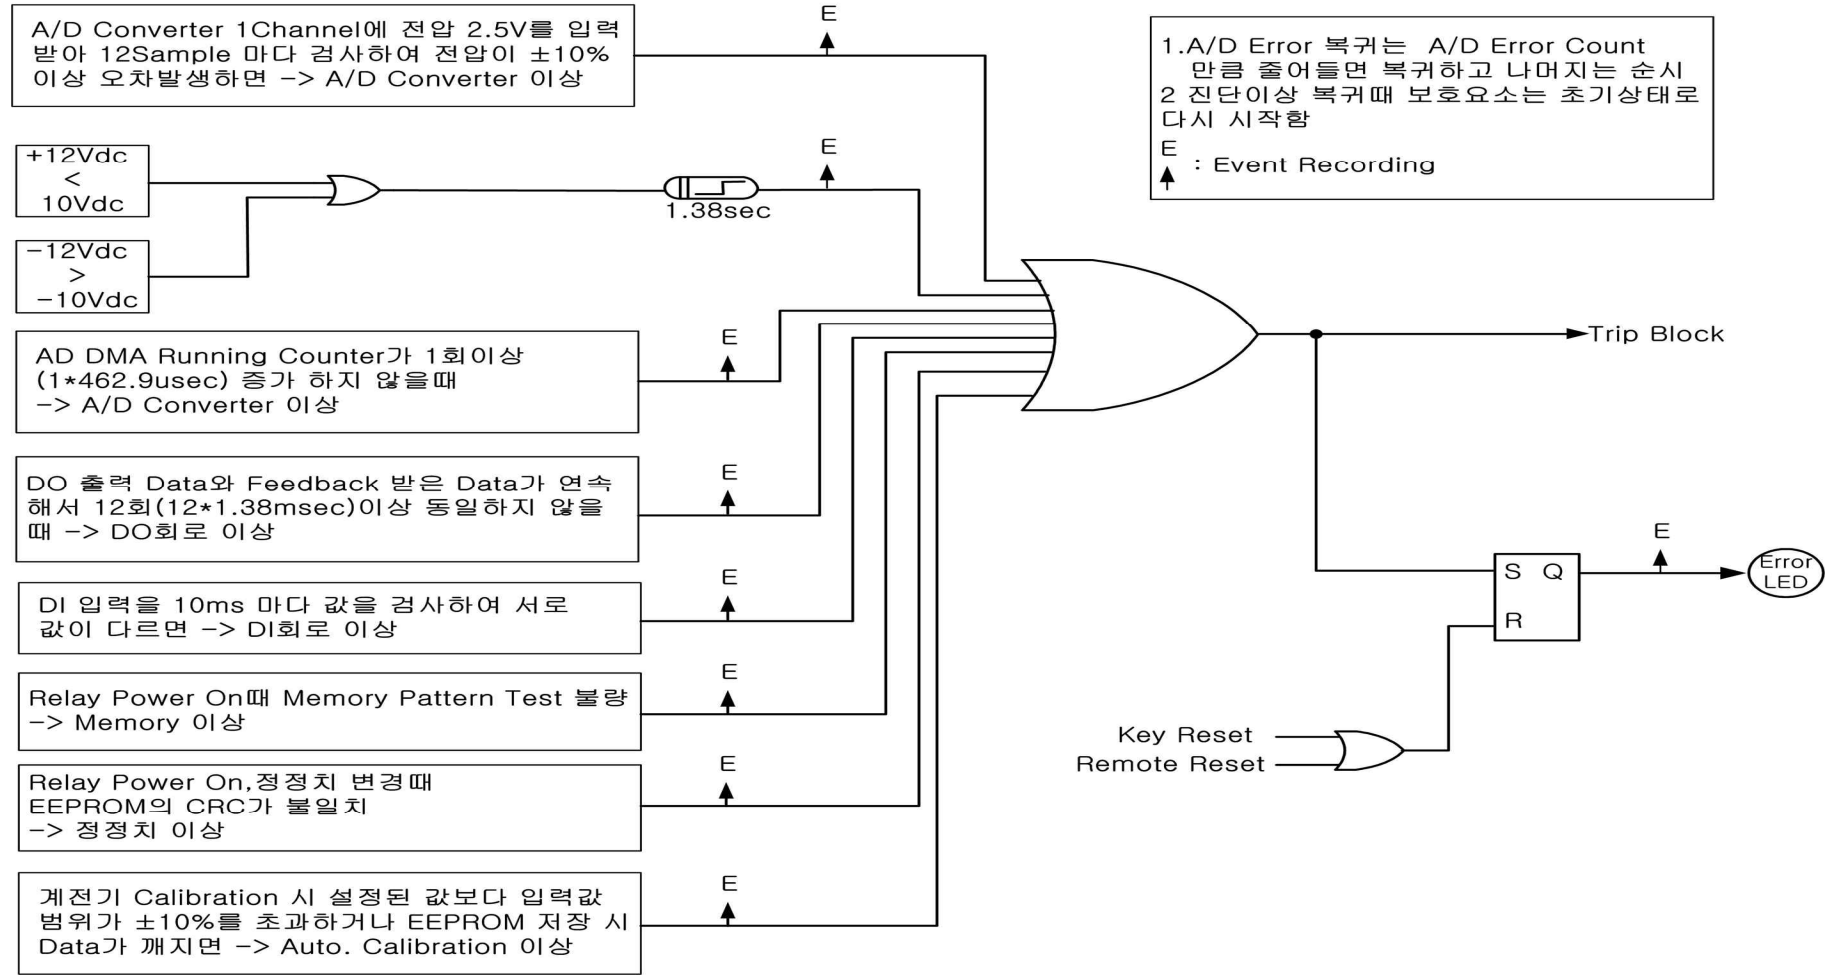 A/D Converter 1Channel에 전압 2.5V를 입력
받아 12Sample 마다 검사하여 전압이 ±10%
이상 오차발생하면 -> A/D Converter 이상
E
1.A/D Error 복귀는 A/D Error Count
만큼 줄어들면 복귀하고 나머지는 순시
2 진단이상 복귀때 보호요소는 초기상태로
다시 시작함
E
: Event Recording
+12Vdc
<
10Vdc
E
1.38sec
-12Vdc
>
-10Vdc
AD DMA Running Counter가 1회이상
(1*462.9usec) 증가 하지 않을때
-> A/D Converter 이상
E
Trip Block
DO 출력 Data와 Feedback 받은 Data가 연속
해서 12회(12*1.38msec)이상 동일하지 않을
때 -> DO회로 이상
E
DI 입력을 10ms 마다 값을 검사하여 서로
값이 다르면 -> DI회로 이상
E
S Q
R
E
Error
LED
Relay Power On때 Memory Pattern Test 불량
-> Memory 이상
E
Key Reset
Remote Reset
Relay Power On,정정치 변경때
EEPROM의 CRC가 불일치
-> 정정치 이상
E
계전기 Calibration 시 설정된 값보다 입력값
범위가 ±10%를 초과하거나 EEPROM 저장 시
Data가 깨지면 -> Auto. Calibration 이상
E